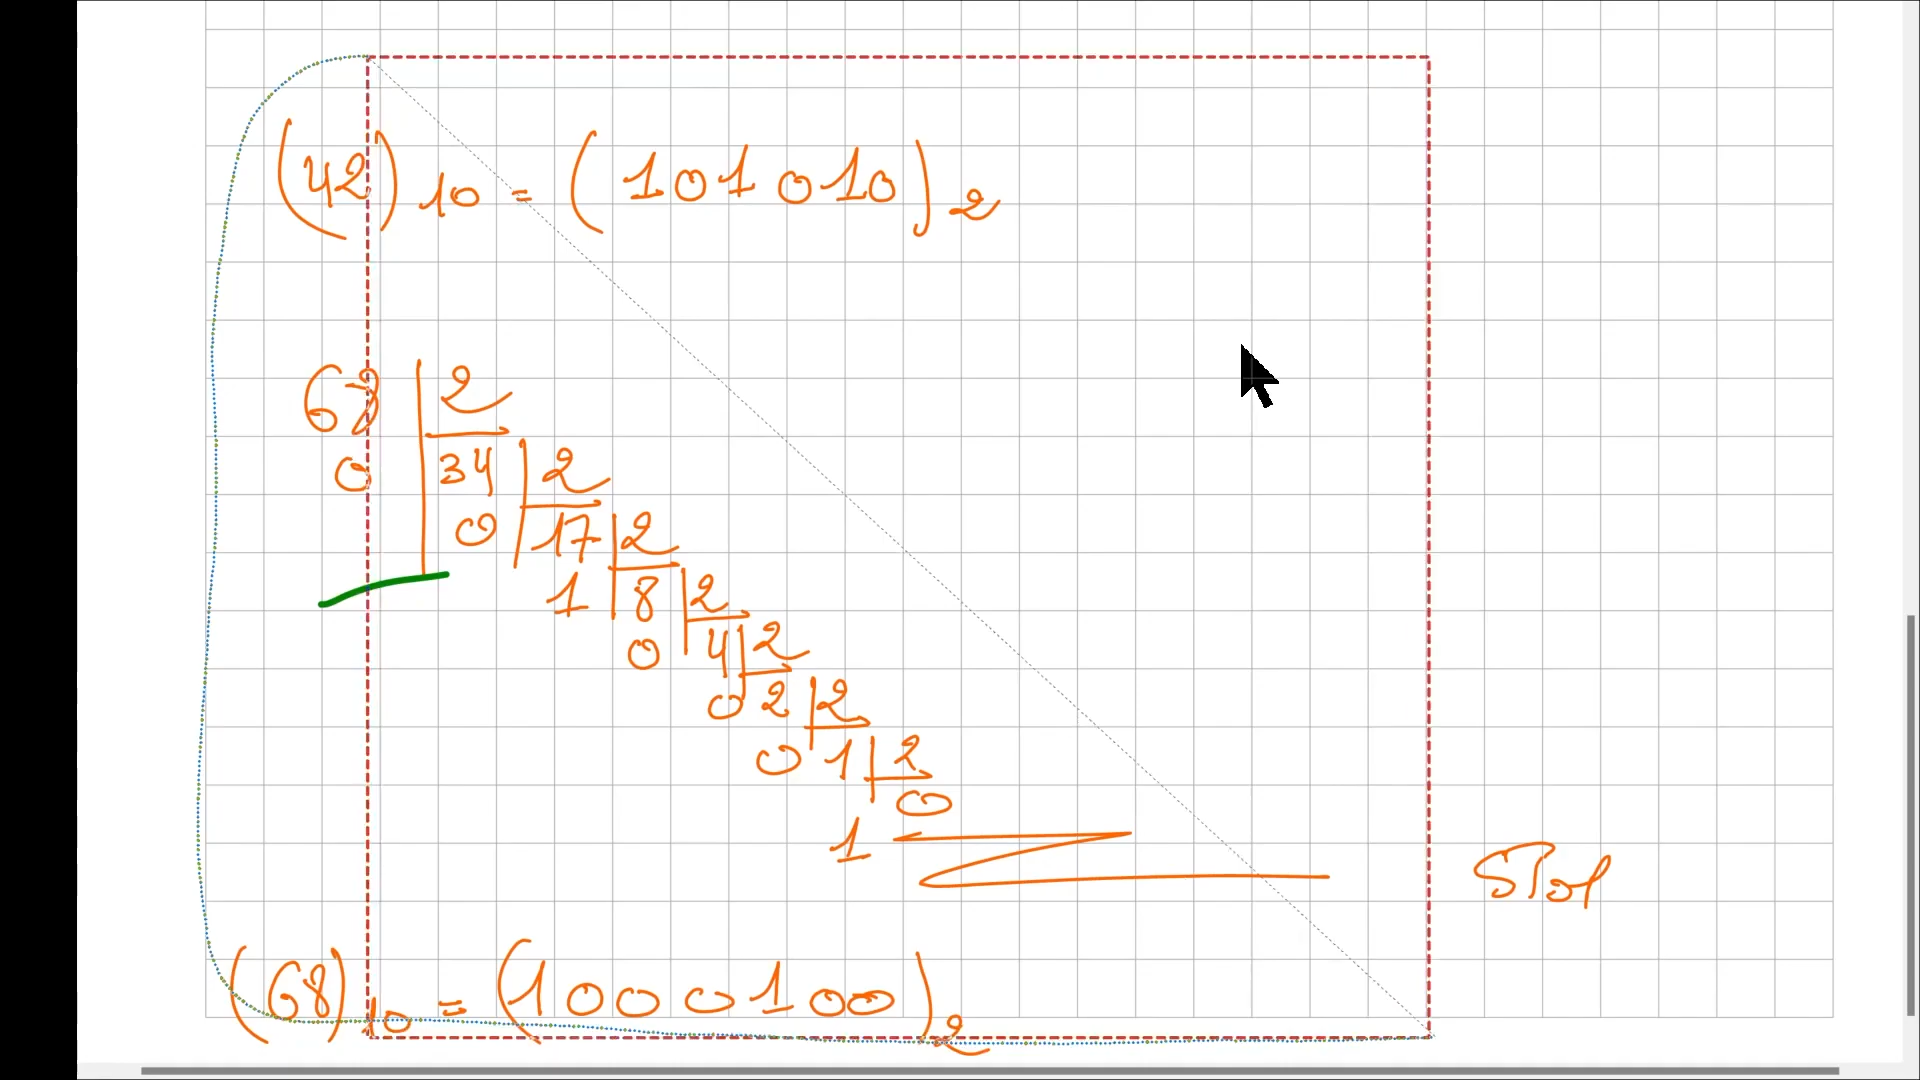 (42)10 = (101010)2
68 2
0 34 2
0 17 2
1 8 2
0 4 2
0 2 2
0 1 2
0
1
Stop
(68)10 = (1000100)2